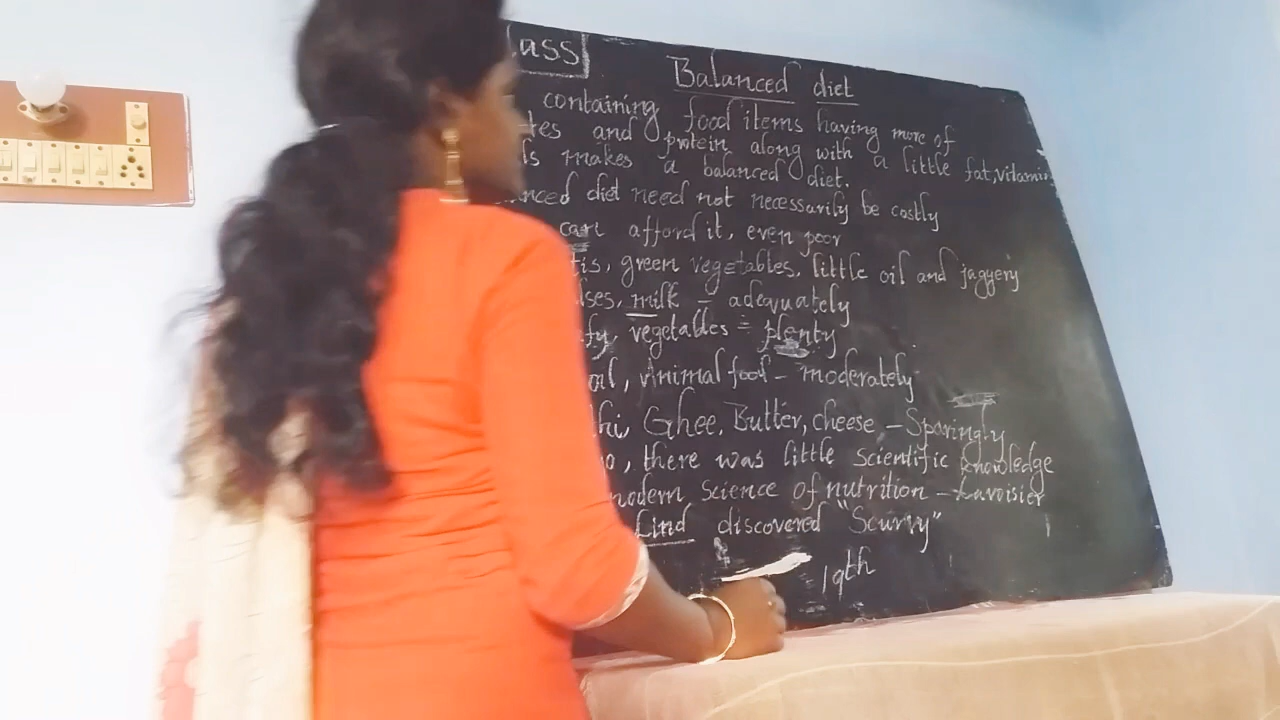 ass
Balanced diet
containing food items having more of
tes and protein along with a little fat, vitamin
ls makes a balanced diet.
nced diet need not necessarily be costly
can afford it, even poor
tis, green vegetables, little oil and jaggery
lses, milk - adequately
fy vegetables = plenty
oil, Animal food - moderately
hi, Ghee, Butter, cheese - Sparingly
o, there was little scientific knowledge
modern science of nutrition - Lavoisier
Lind discovered "Scurvy"
19th